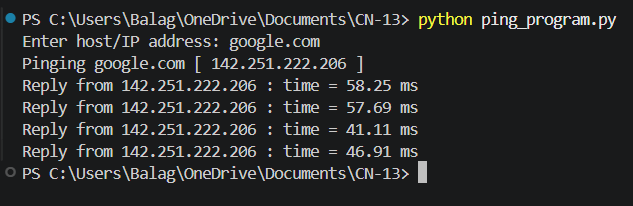 PS C:\Users\Balag\OneDrive\Documents\CN-13> python ping_program.py
Enter host/IP address: google.com
Pinging google.com [ 142.251.222.206 ]
Reply from 142.251.222.206 : time = 58.25 ms
Reply from 142.251.222.206 : time = 57.69 ms
Reply from 142.251.222.206 : time = 41.11 ms
Reply from 142.251.222.206 : time = 46.91 ms
PS C:\Users\Balag\OneDrive\Documents\CN-13>